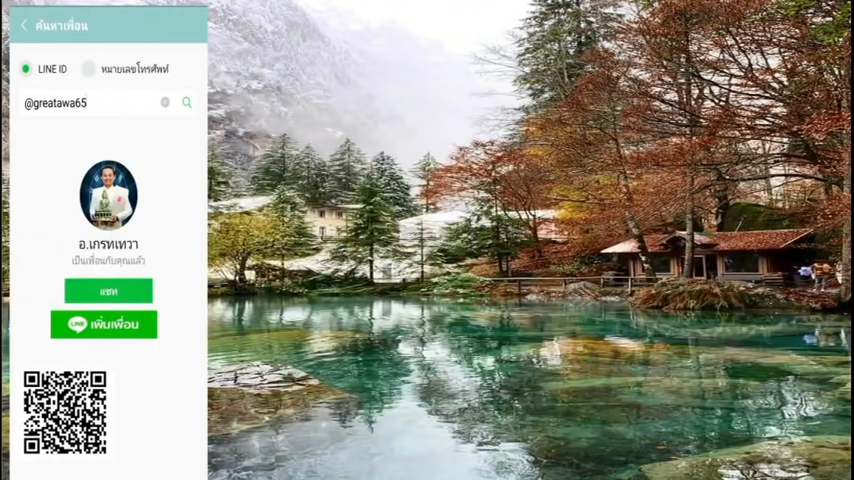 ค้นหาเพื่อน
LINE ID
หมายเลขโทรศัพท์
@greatawa65
อ.เกรทเทวา
เป็นเพื่อนกับคุณแล้ว
แชท
LINE เพิ่มเพื่อน